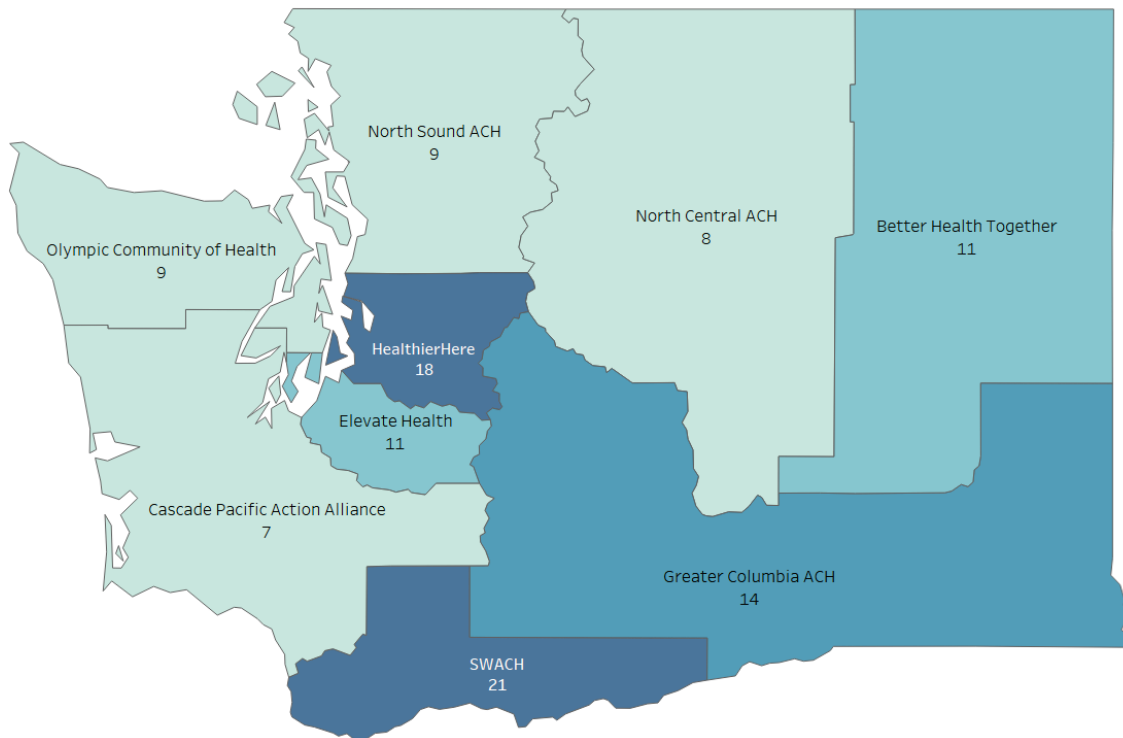 North Sound ACH
9
North Central ACH
8
Better Health Together
11
Olympic Community of Health
9
HealthierHere
18
Elevate Health
11
Cascade Pacific Action Alliance
7
Greater Columbia ACH
14
SWACH
21